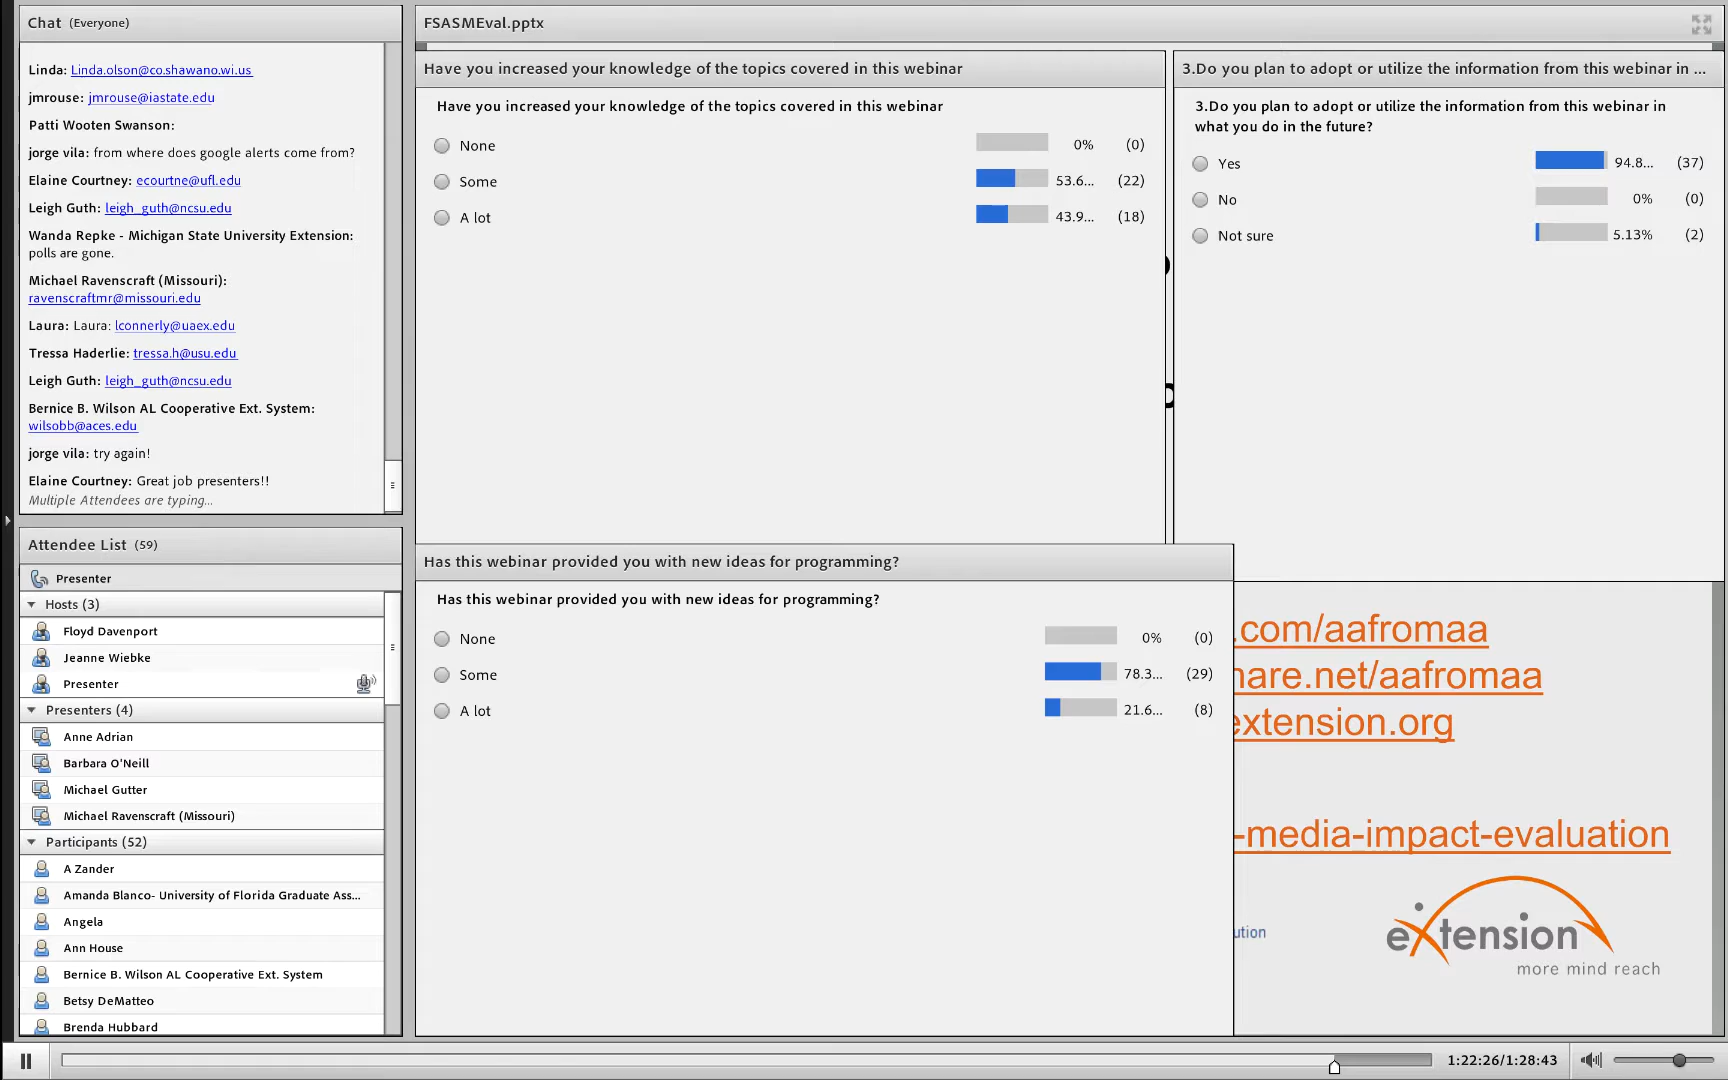 Chat (Everyone)
Linda: Linda.olson@co.shawano.wi.us
jmrouse: jmrouse@iastate.edu
Patti Wooten Swanson:
jorge vila: from where does google alerts come from?
Elaine Courtney: ecourtne@ufl.edu
Leigh Guth: leigh_guth@ncsu.edu
Wanda Repke - Michigan State University Extension:
polls are gone.
Michael Ravenscraft (Missouri):
ravenscraftmr@missouri.edu
Laura: Laura: lconnerly@uaex.edu
Tressa Haderlie: tressa.h@usu.edu
Leigh Guth: leigh_guth@ncsu.edu
Bernice B. Wilson AL Cooperative Ext. System:
wilsobb@aces.edu
jorge vila: try again!
Elaine Courtney: Great job presenters!!
Multiple Attendees are typing...
Attendee List (59)
Presenter
Hosts (3)
Floyd Davenport
Jeanne Wiebke
Presenter
Presenters (4)
Anne Adrian
Barbara O'Neill
Michael Gutter
Michael Ravenscraft (Missouri)
Participants (52)
A Zander
Amanda Blanco- University of Florida Graduate Ass...
Angela
Ann House
Bernice B. Wilson AL Cooperative Ext. System
Betsy DeMatteo
Brenda Hubbard
FSASMEval.pptx
Have you increased your knowledge of the topics covered in this webinar
Have you increased your knowledge of the topics covered in this webinar
None 0% (0)
Some 53.6... (22)
A lot 43.9... (18)
3.Do you plan to adopt or utilize the information from this webinar in ...
3.Do you plan to adopt or utilize the information from this webinar in
what you do in the future?
Yes 94.8... (37)
No 0% (0)
Not sure 5.13% (2)
Has this webinar provided you with new ideas for programming?
Has this webinar provided you with new ideas for programming?
None 0% (0)
Some 78.3... (29)
A lot 21.6... (8)
.com/aafromaa
hare.net/aafromaa
extension.org
-media-impact-evaluation
ution
eXtension
more mind reach
1:22:26/1:28:43